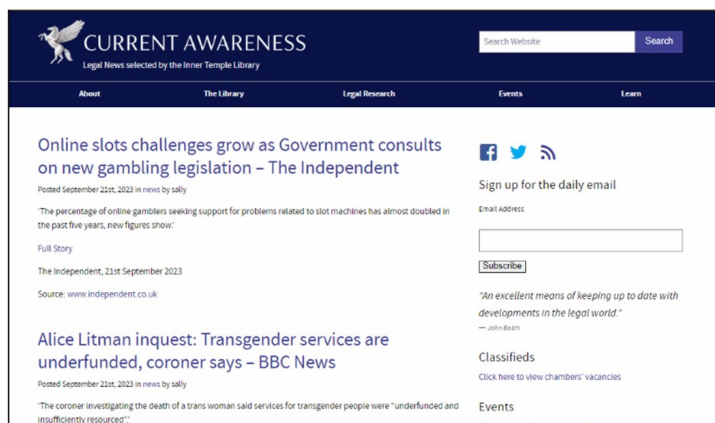 CURRENT AWARENESS
Legal News selected by the Inner Temple Library
Search Website
Search
About
The Library
Legal Research
Events
Learn
Online slots challenges grow as Government consults
on new gambling legislation – The Independent
Posted September 21st, 2023 in news by sally
'The percentage of online gamblers seeking support for problems related to slot machines has almost doubled in
the past five years, new figures show.'
Full Story
The Independent, 21st September 2023
Source: www.independent.co.uk
Alice Litman inquest: Transgender services are
underfunded, coroner says – BBC News
Posted September 21st, 2023 in news by sally
'The coroner investigating the death of a trans woman said services for transgender people were "underfunded and
insufficiently resourced".'
Sign up for the daily email
Email Address
Subscribe
"An excellent means of keeping up to date with
developments in the legal world."
— John Bolch
Classifieds
Click here to view chambers' vacancies
Events